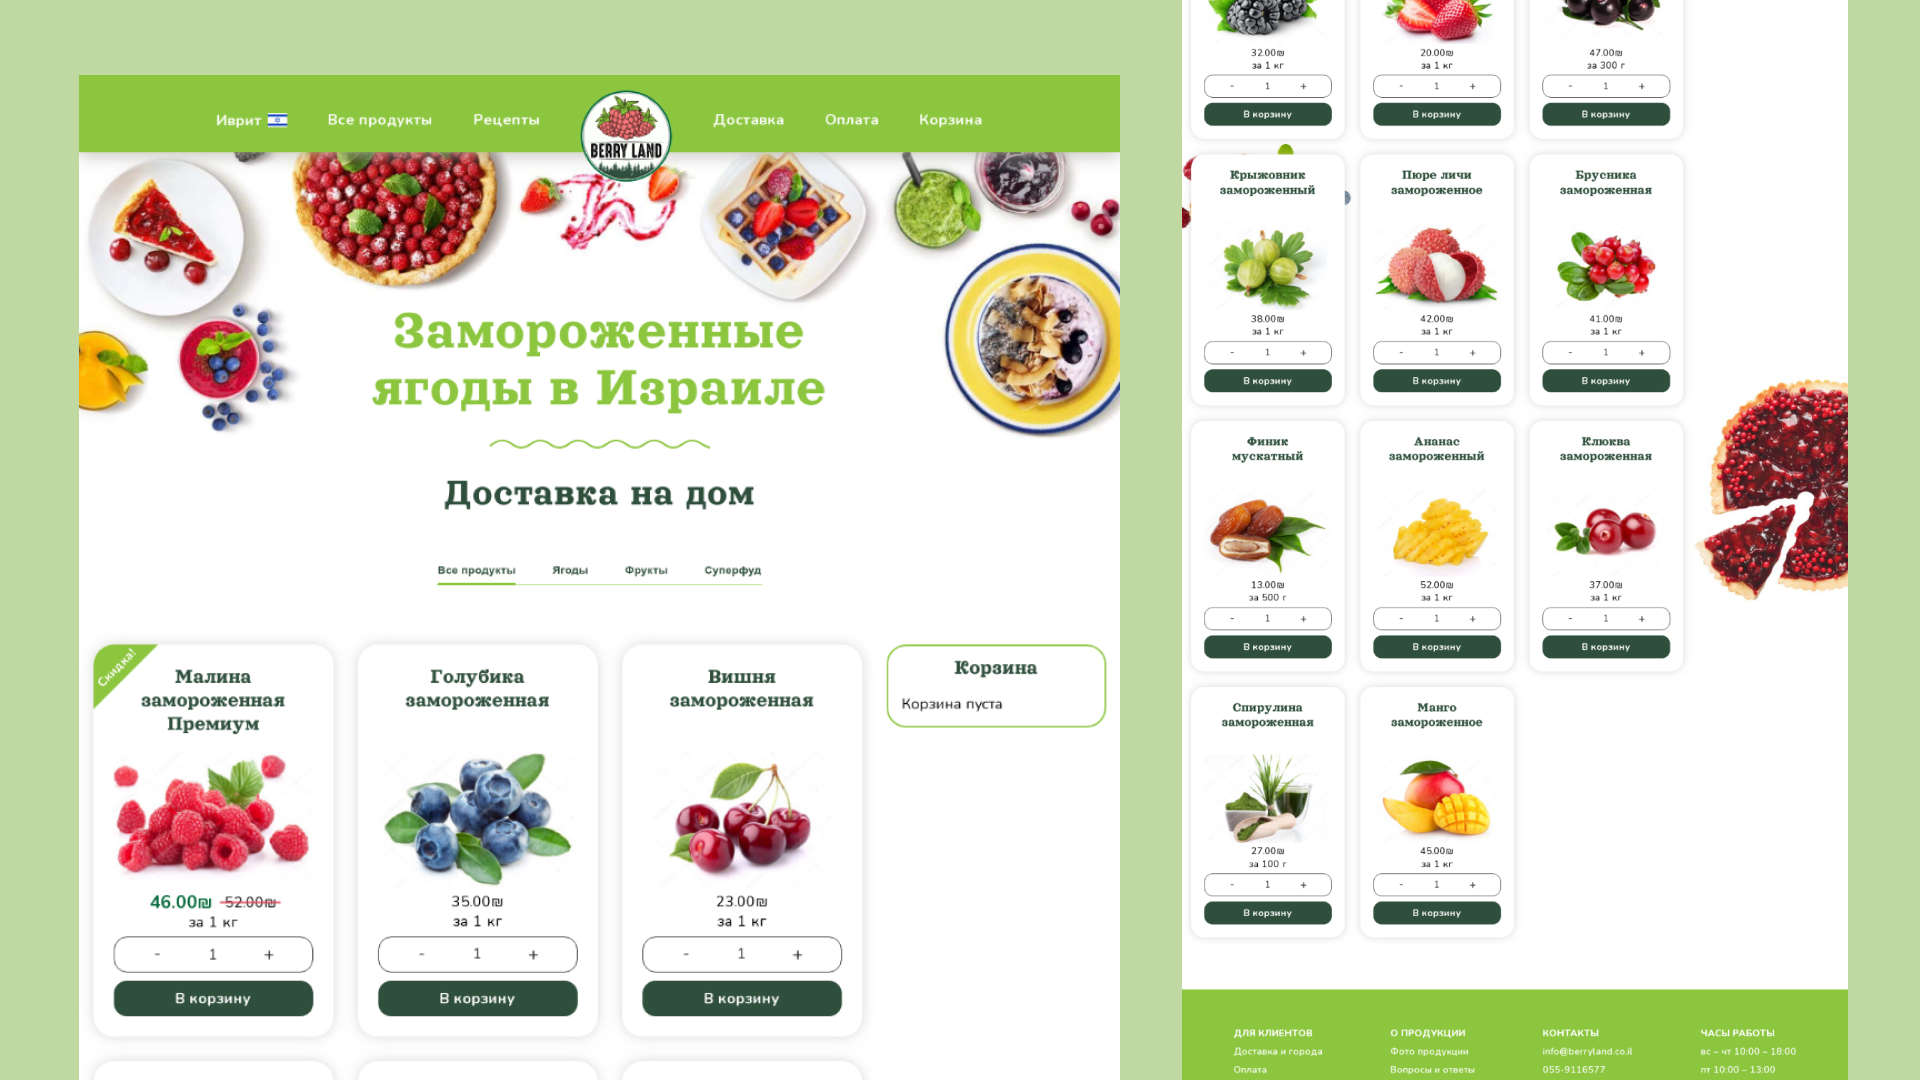 Иврит
Все продукты
Рецепты
BERRY LAND
Доставка
Оплата
Корзина
Замороженные
ягоды в Израиле
Доставка на дом
Все продукты
Ягоды
Фрукты
Суперфуд
Скидка!
Малина
замороженная
Премиум
46.00₪ 52.00₪
за 1 кг
- 1 +
В корзину
Голубика
замороженная
35.00₪
за 1 кг
- 1 +
В корзину
Вишня
замороженная
23.00₪
за 1 кг
- 1 +
В корзину
Корзина
Корзина пуста
32.00₪
за 1 кг
- 1 +
В корзину
20.00₪
за 1 кг
- 1 +
В корзину
47.00₪
за 300 г
- 1 +
В корзину
Крыжовник
замороженный
38.00₪
за 1 кг
- 1 +
В корзину
Пюре личи
замороженное
42.00₪
за 1 кг
- 1 +
В корзину
Брусника
замороженная
41.00₪
за 1 кг
- 1 +
В корзину
Финик
мускатный
13.00₪
за 500 г
- 1 +
В корзину
Ананас
замороженный
52.00₪
за 1 кг
- 1 +
В корзину
Клюква
замороженная
37.00₪
за 1 кг
- 1 +
В корзину
Спирулина
замороженная
27.00₪
за 100 г
- 1 +
В корзину
Манго
замороженное
45.00₪
за 1 кг
- 1 +
В корзину
ДЛЯ КЛИЕНТОВ
Доставка и города
Оплата
О ПРОДУКЦИИ
Фото продукции
Вопросы и ответы
КОНТАКТЫ
info@berryland.co.il
055-9116577
ЧАСЫ РАБОТЫ
вс – чт 10:00 – 18:00
пт 10:00 – 13:00